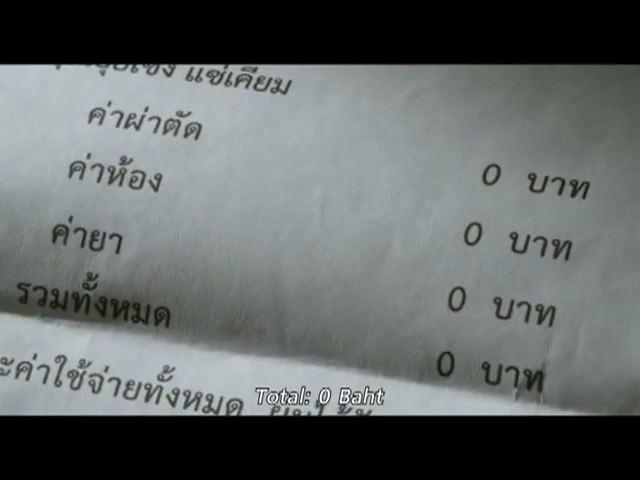 แซ่เคียม
ค่าผ่าตัด 0 บาท
ค่าห้อง 0 บาท
ค่ายา 0 บาท
รวมทั้งหมด 0 บาท
ค่าใช้จ่ายทั้งหมด
Total: 0 Baht